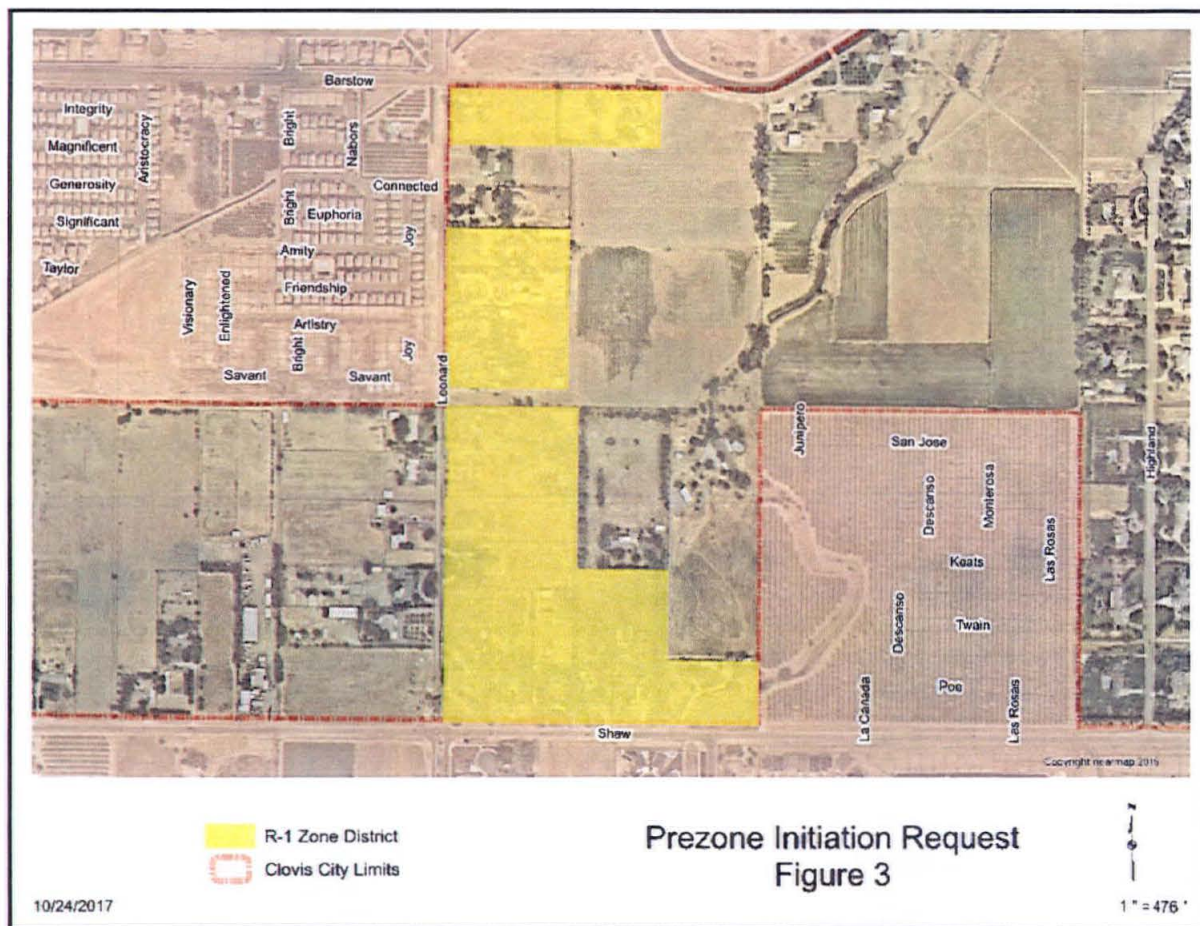 Barstow
Integrity
Magnificent
Generosity
Significant
Taylor
Aristocracy
Bright
Nabors
Connected
Bright
Euphoria
Joy
Amity
Friendship
Visionary
Enlightened
Artistry
Bright
Joy
Savant
Savant
Leonard
Junipero
San Jose
Descanso
Monterosa
Keats
Las Rosas
Highland
Descanso
Twain
La Canada
Poe
Las Rosas
Shaw
Copyright nearmap 2015
R-1 Zone District
Clovis City Limits
Prezone Initiation Request
Figure 3
N
10/24/2017
1 " = 476 '